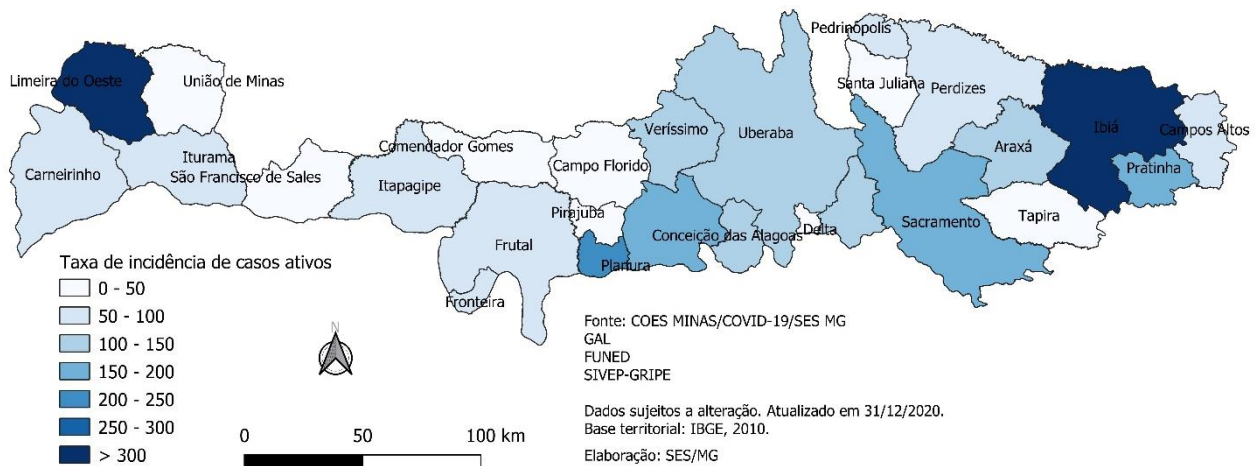 Pedrinópolis
Limeira do Oeste
União de Minas
Santa Juliana
Perdizes
Ibiá
Campos Altos
Veríssimo
Uberaba
Araxá
Comendador Gomes
Campo Florido
Pratinha
Iturama
Carneirinho
São Francisco de Sales
Itapagipe
Pirajuba
Sacramento
Tapira
Conceição das Alagoas
Delta
Frutal
Planura
Fronteira
Taxa de incidência de casos ativos
0 - 50
50 - 100
100 - 150
150 - 200
200 - 250
250 - 300
> 300
N
0 50 100 km
Fonte: COES MINAS/COVID-19/SES MG
GAL
FUNED
SIVEP-GRIPE
Dados sujeitos a alteração. Atualizado em 31/12/2020.
Base territorial: IBGE, 2010.
Elaboração: SES/MG